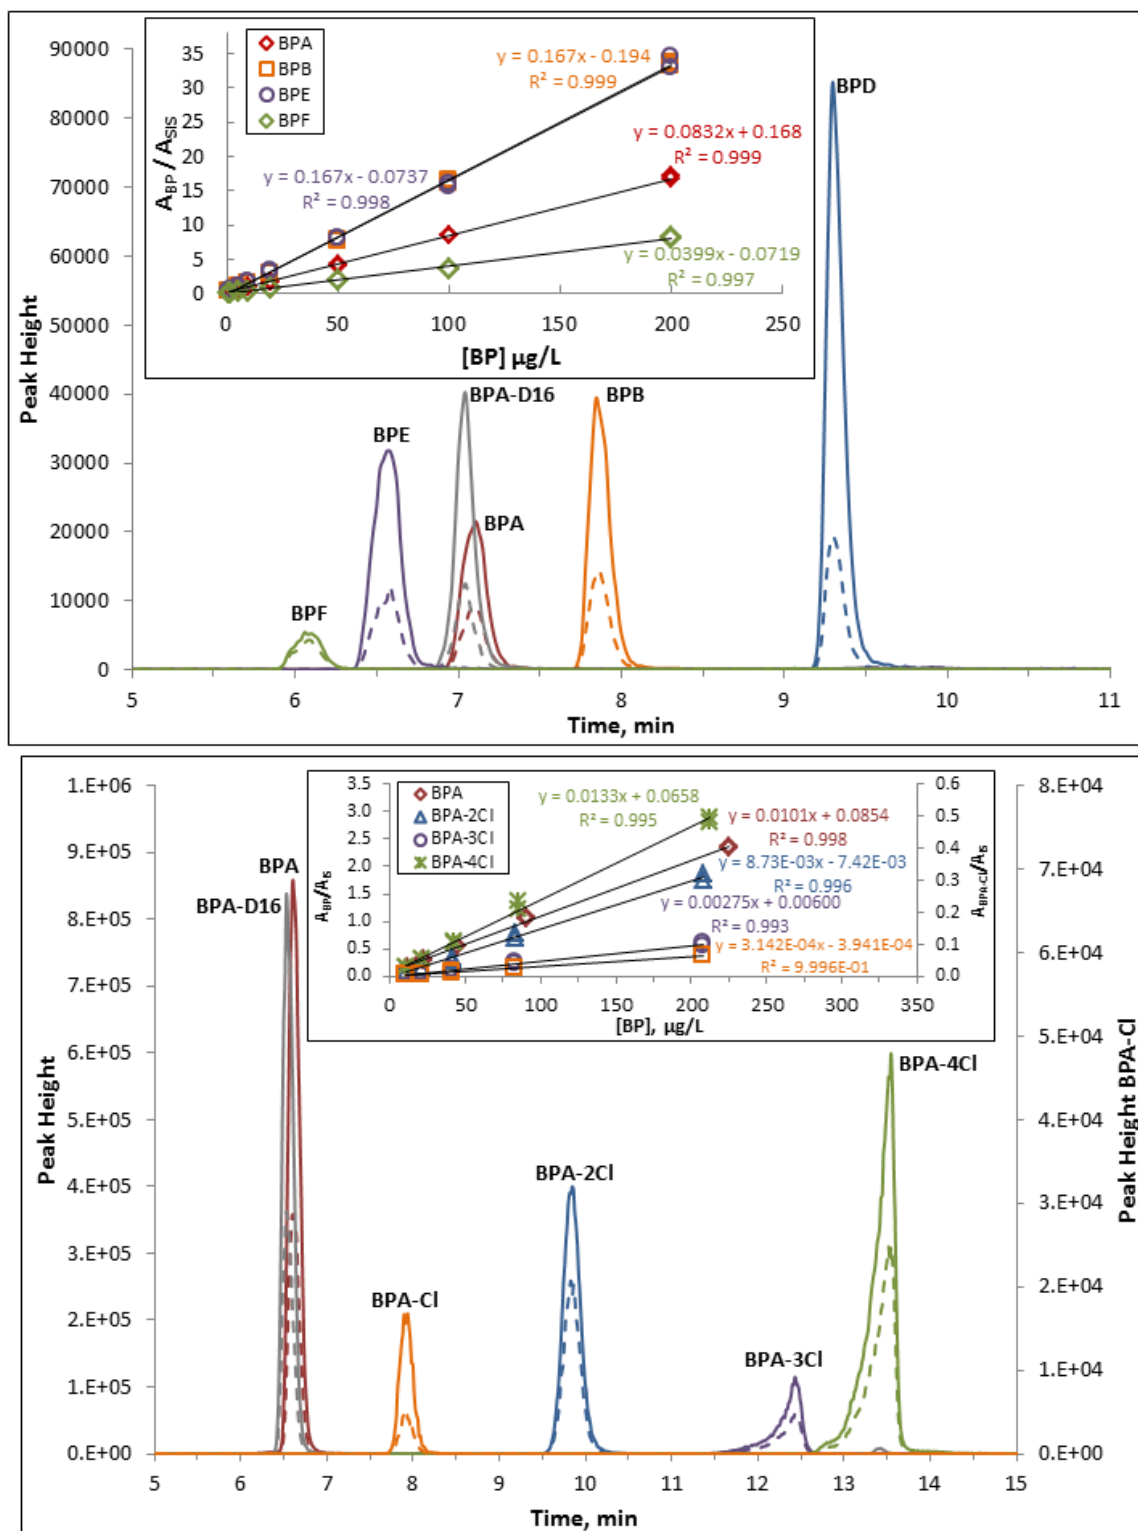 90000
80000
70000
60000
50000
40000
30000
20000
10000
0
Peak Height
5
6
7
8
9
10
11
Time, min
BPF
BPE
BPA-D16
BPA
BPB
BPD
BPA
BPB
BPE
BPF
35
30
25
20
15
10
5
0
A_BP / A_SIS
0
50
100
150
200
250
[BP] µg/L
y = 0.167x - 0.194
R² = 0.999
y = 0.0832x + 0.168
R² = 0.999
y = 0.167x - 0.0737
R² = 0.998
y = 0.0399x - 0.0719
R² = 0.997
1.E+06
9.E+05
8.E+05
7.E+05
6.E+05
5.E+05
4.E+05
3.E+05
2.E+05
1.E+05
0.E+00
Peak Height
5
6
7
8
9
10
11
12
13
14
15
Time, min
8.E+04
7.E+04
6.E+04
5.E+04
4.E+04
3.E+04
2.E+04
1.E+04
0.E+00
Peak Height BPA-Cl
BPA
BPA-D16
BPA-Cl
BPA-2Cl
BPA-3Cl
BPA-4Cl
BPA
BPA-2Cl
BPA-3Cl
BPA-4Cl
3.5
3.0
2.5
2.0
1.5
1.0
0.5
0.0
A_BP/A_IS
0
50
100
150
200
250
300
350
[BP], µg/L
0.6
0.5
0.4
0.3
0.2
0.1
0.0
A_BPA-Cl/A_IS
y = 0.0133x + 0.0658
R² = 0.995
y = 0.0101x + 0.0854
R² = 0.998
y = 8.73E-03x - 7.42E-03
R² = 0.996
y = 0.00275x + 0.00600
R² = 0.993
y = 3.142E-04x - 3.941E-04
R² = 9.996E-01